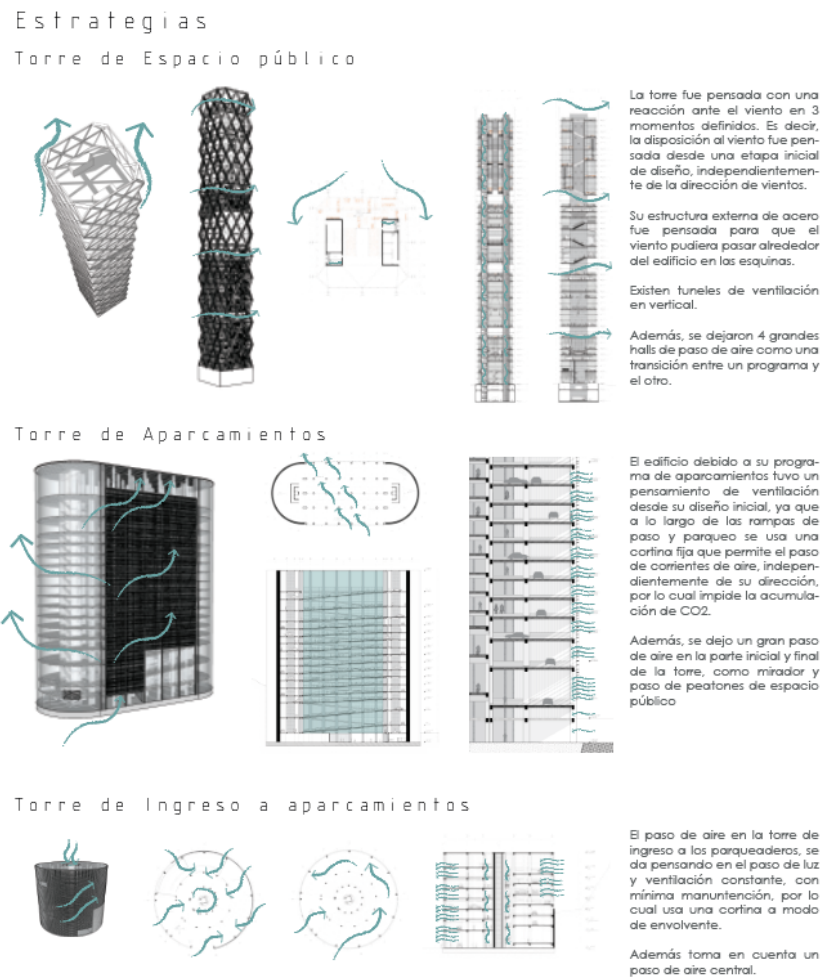 Estrategias
Torre de Espacio público
La torre fue pensada con una
reacción ante el viento en 3
momentos definidos. Es decir,
la disposición al viento fue pen-
sada desde una etapa inicial
de diseño, independientemen-
te de la dirección de vientos.
Su estructura externa de acero
fue pensada para que el
viento pudiera pasar alrededor
del edificio en las esquinas.
Existen tuneles de ventilación
en vertical.
Además, se dejaron 4 grandes
halls de paso de aire como una
transición entre un programa y
el otro.
Torre de Aparcamientos
El edificio debido a su progra-
ma de aparcamientos tuvo un
pensamiento de ventilación
desde su diseño inicial, ya que
a lo largo de las rampas de
paso y parqueo se usa una
cortina fija que permite el paso
de corrientes de aire, indepen-
dientemente de su dirección,
por lo cual impide la acumula-
ción de CO2.
Además, se dejo un gran paso
de aire en la parte inicial y final
de la torre, como mirador y
paso de peatones de espacio
público
Torre de Ingreso a aparcamientos
El paso de aire en la torre de
ingreso a los parqueaderos, se
da pensando en el paso de luz
y ventilación constante, con
mínima manuntención, por lo
cual usa una cortina a modo
de envolvente.
Además toma en cuenta un
paso de aire central.